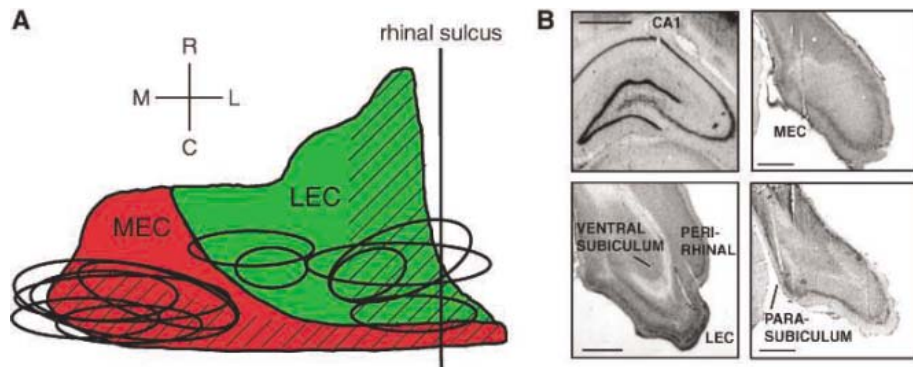 A
rhinal sulcus
R
M
L
C
LEC
MEC
B
CA1
MEC
VENTRAL
SUBICULUM
PERI-
RHINAL
LEC
PARA-
SUBICULUM